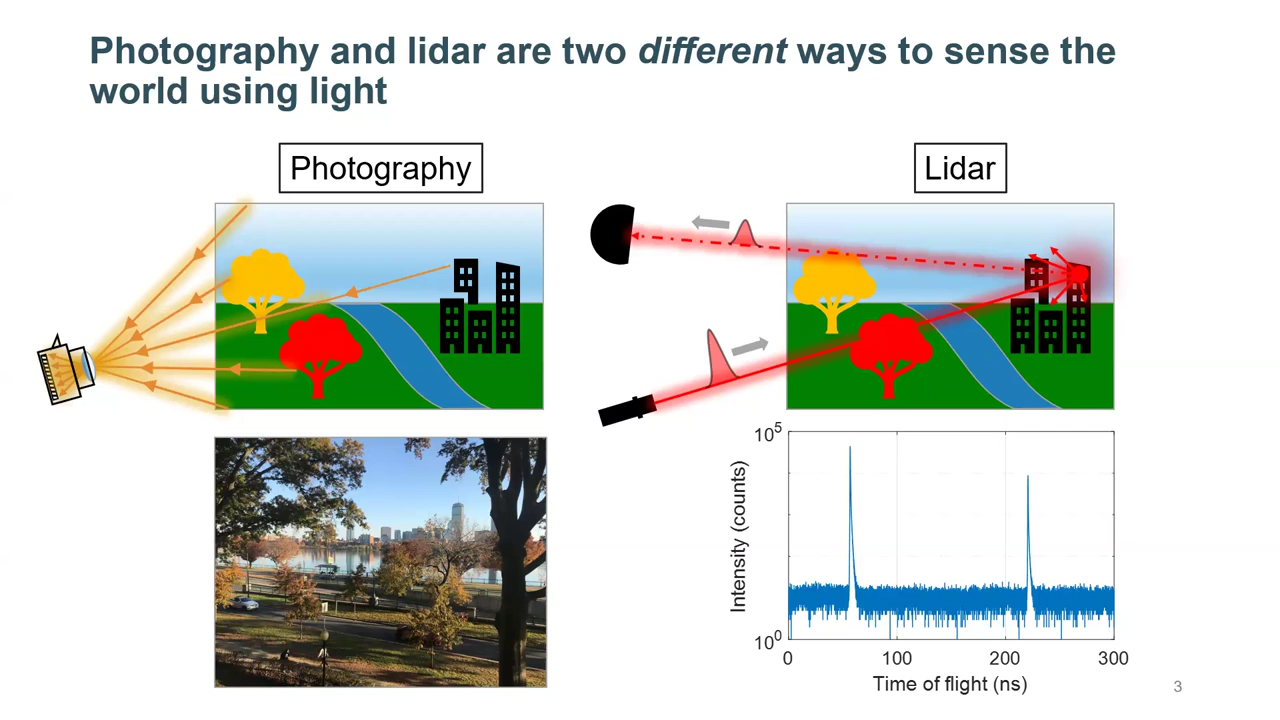 Photography and lidar are two different ways to sense the
world using light
Photography
Lidar
10^5
Intensity (counts)
10^0
0
100
200
300
Time of flight (ns)
3